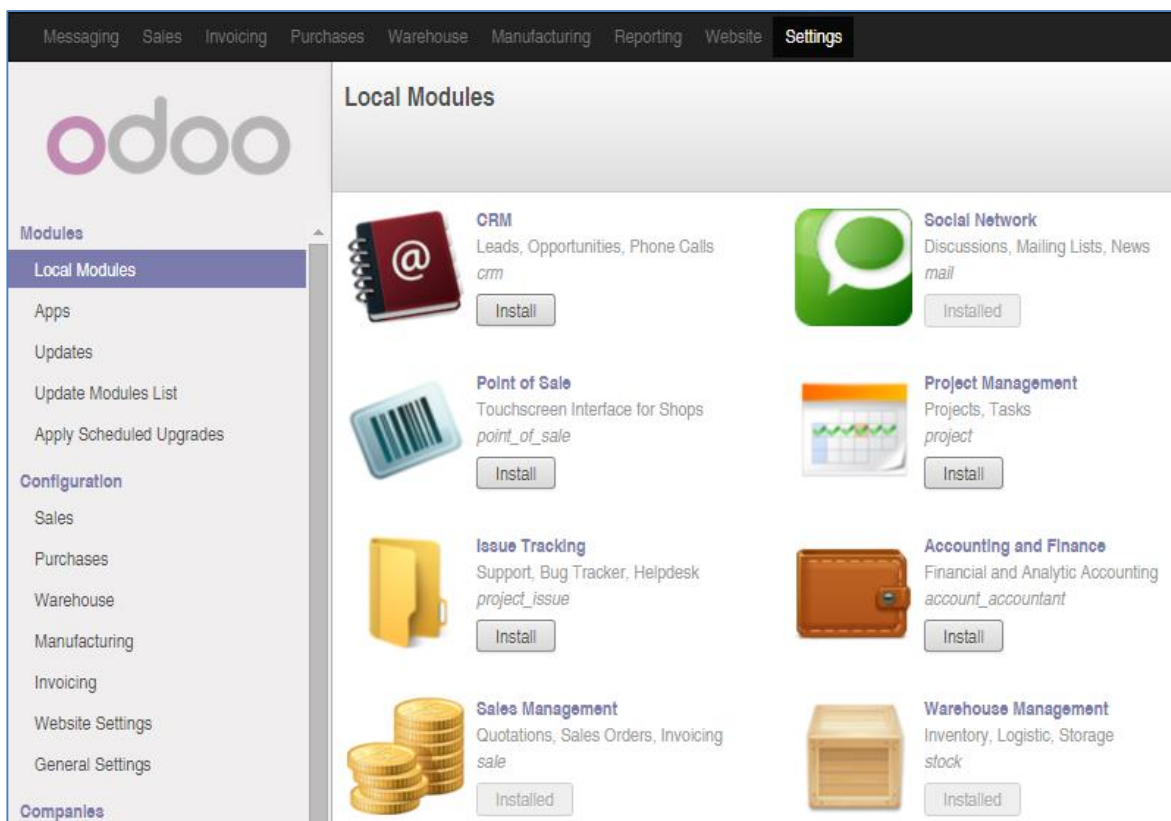 Messaging Sales Invoicing Purchases Warehouse Manufacturing Reporting Website Settings
odoo
Modules
Local Modules
Apps
Updates
Update Modules List
Apply Scheduled Upgrades
Configuration
Sales
Purchases
Warehouse
Manufacturing
Invoicing
Website Settings
General Settings
Companies
Local Modules
@
CRM
Leads, Opportunities, Phone Calls
crm
Install
Social Network
Discussions, Mailing Lists, News
mail
Installed
Point of Sale
Touchscreen Interface for Shops
point_of_sale
Install
Project Management
Projects, Tasks
project
Install
Issue Tracking
Support, Bug Tracker, Helpdesk
project_issue
Install
Accounting and Finance
Financial and Analytic Accounting
account_accountant
Install
Sales Management
Quotations, Sales Orders, Invoicing
sale
Installed
Warehouse Management
Inventory, Logistic, Storage
stock
Installed